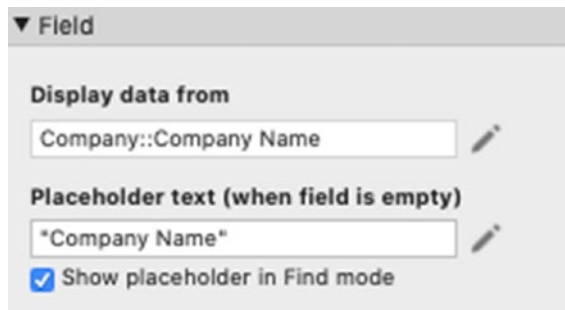 Field
Display data from
Company::Company Name
Placeholder text (when field is empty)
"Company Name"
Show placeholder in Find mode